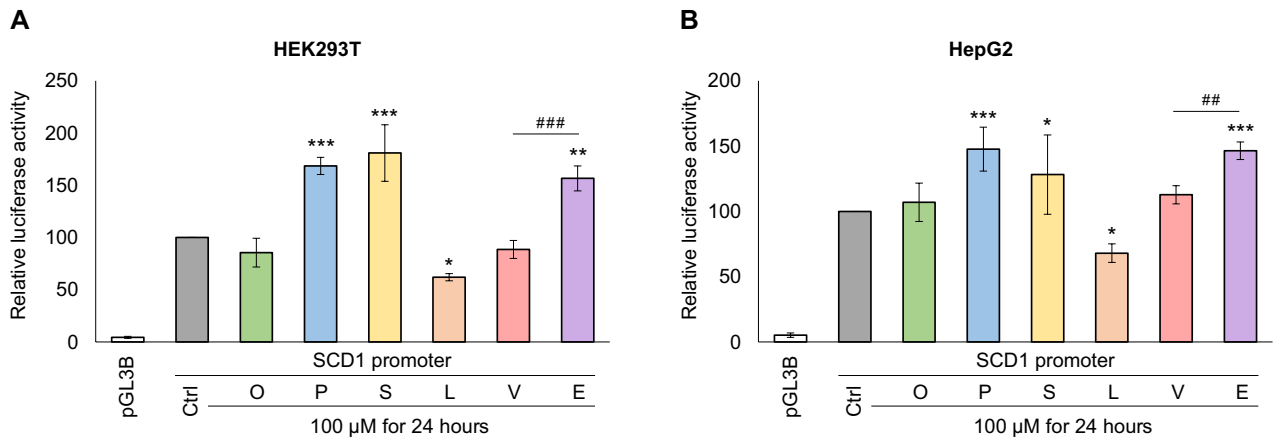 A
HEK293T
Relative luciferase activity
250
200
150
100
50
0
***
***
*
###
**
pGL3B
Ctrl
SCD1 promoter
O P S L V E
100 µM for 24 hours
B
HepG2
Relative luciferase activity
200
150
100
50
0
***
*
*
##
***
pGL3B
Ctrl
SCD1 promoter
O P S L V E
100 µM for 24 hours